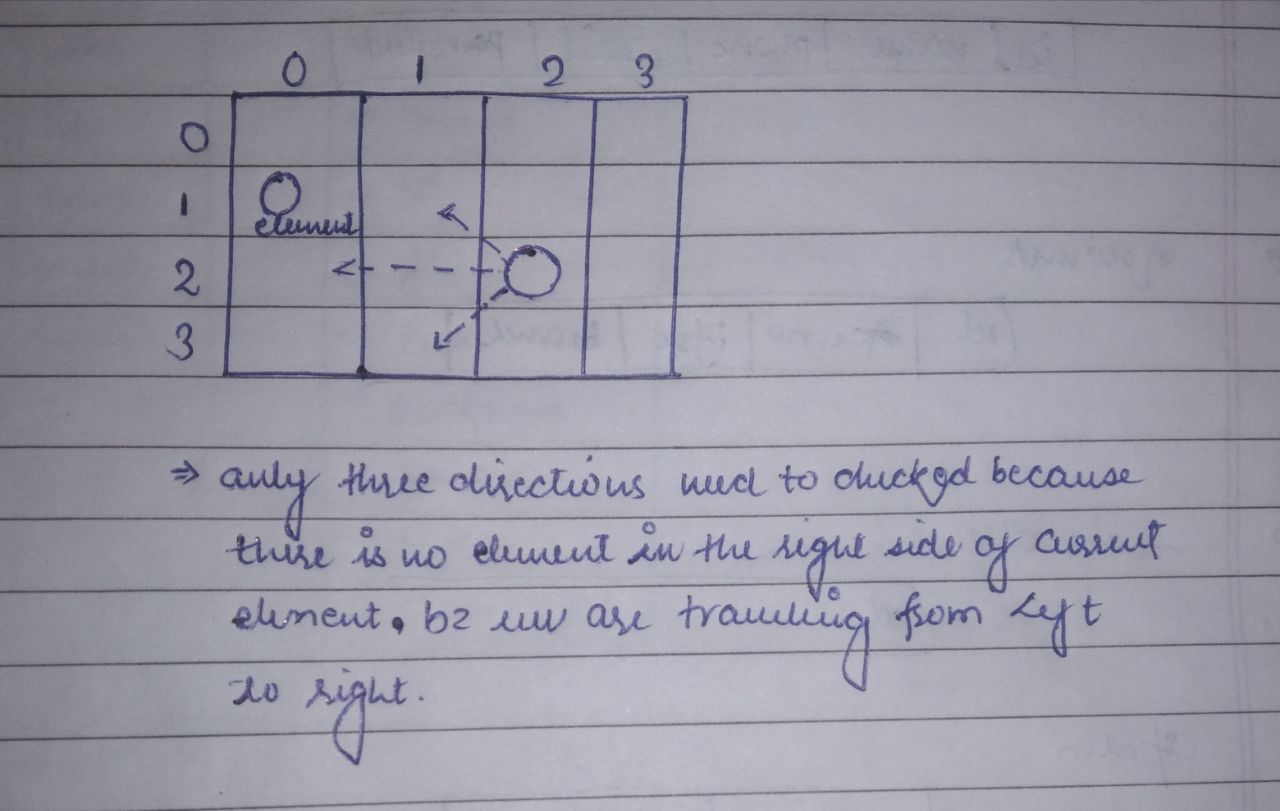 0 1 2 3
0
1
element
2
3
⇒ only three directions need to checked because
there is no element in the right side of current
element. bz we are travelling from Left
to right.